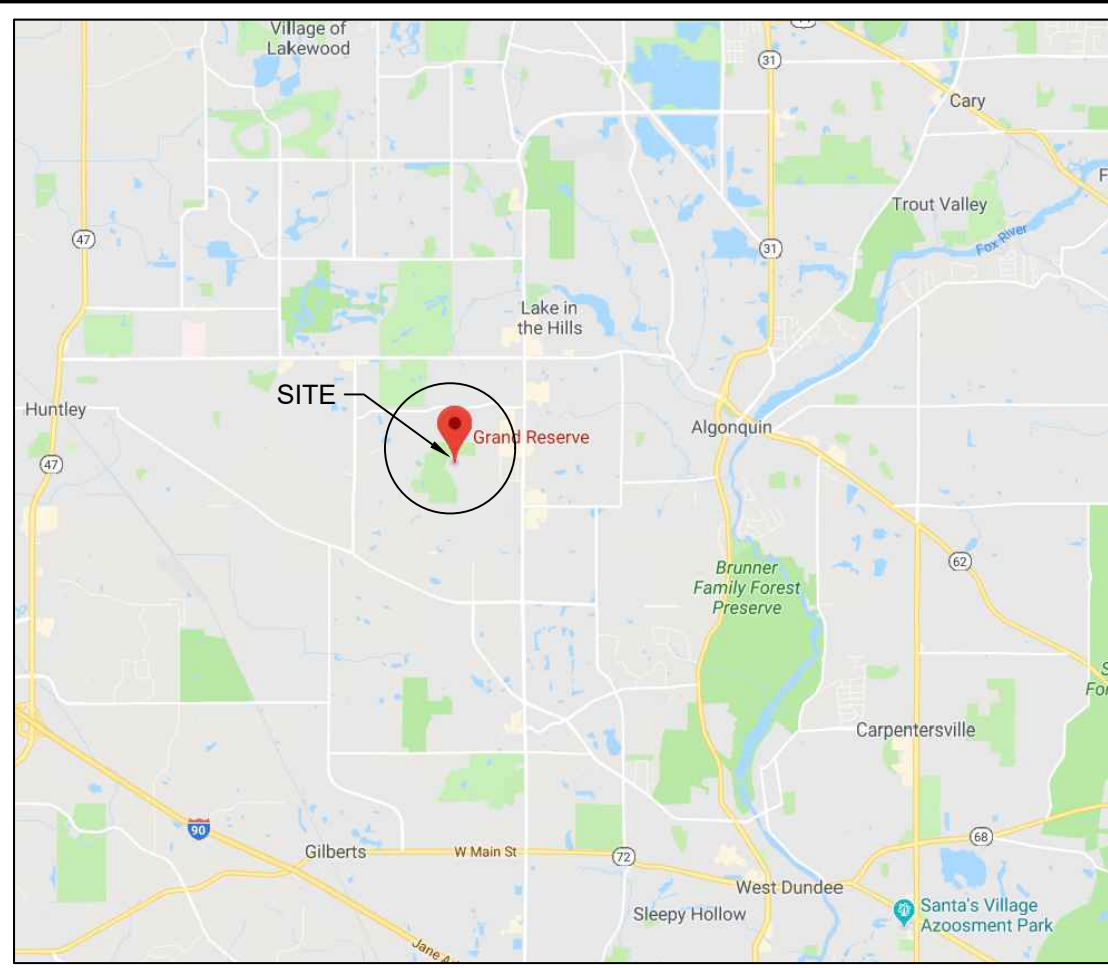 Village of
Lakewood
31
Cary
Trout Valley
Fox River
47
31
Lake in
the Hills
SITE
Huntley
Grand Reserve
Algonquin
47
62
Brunner
Family Forest
Preserve
Carpentersville
90
Gilberts
W Main St
72
68
West Dundee
Sleepy Hollow
Santa's Village
Azoosment Park